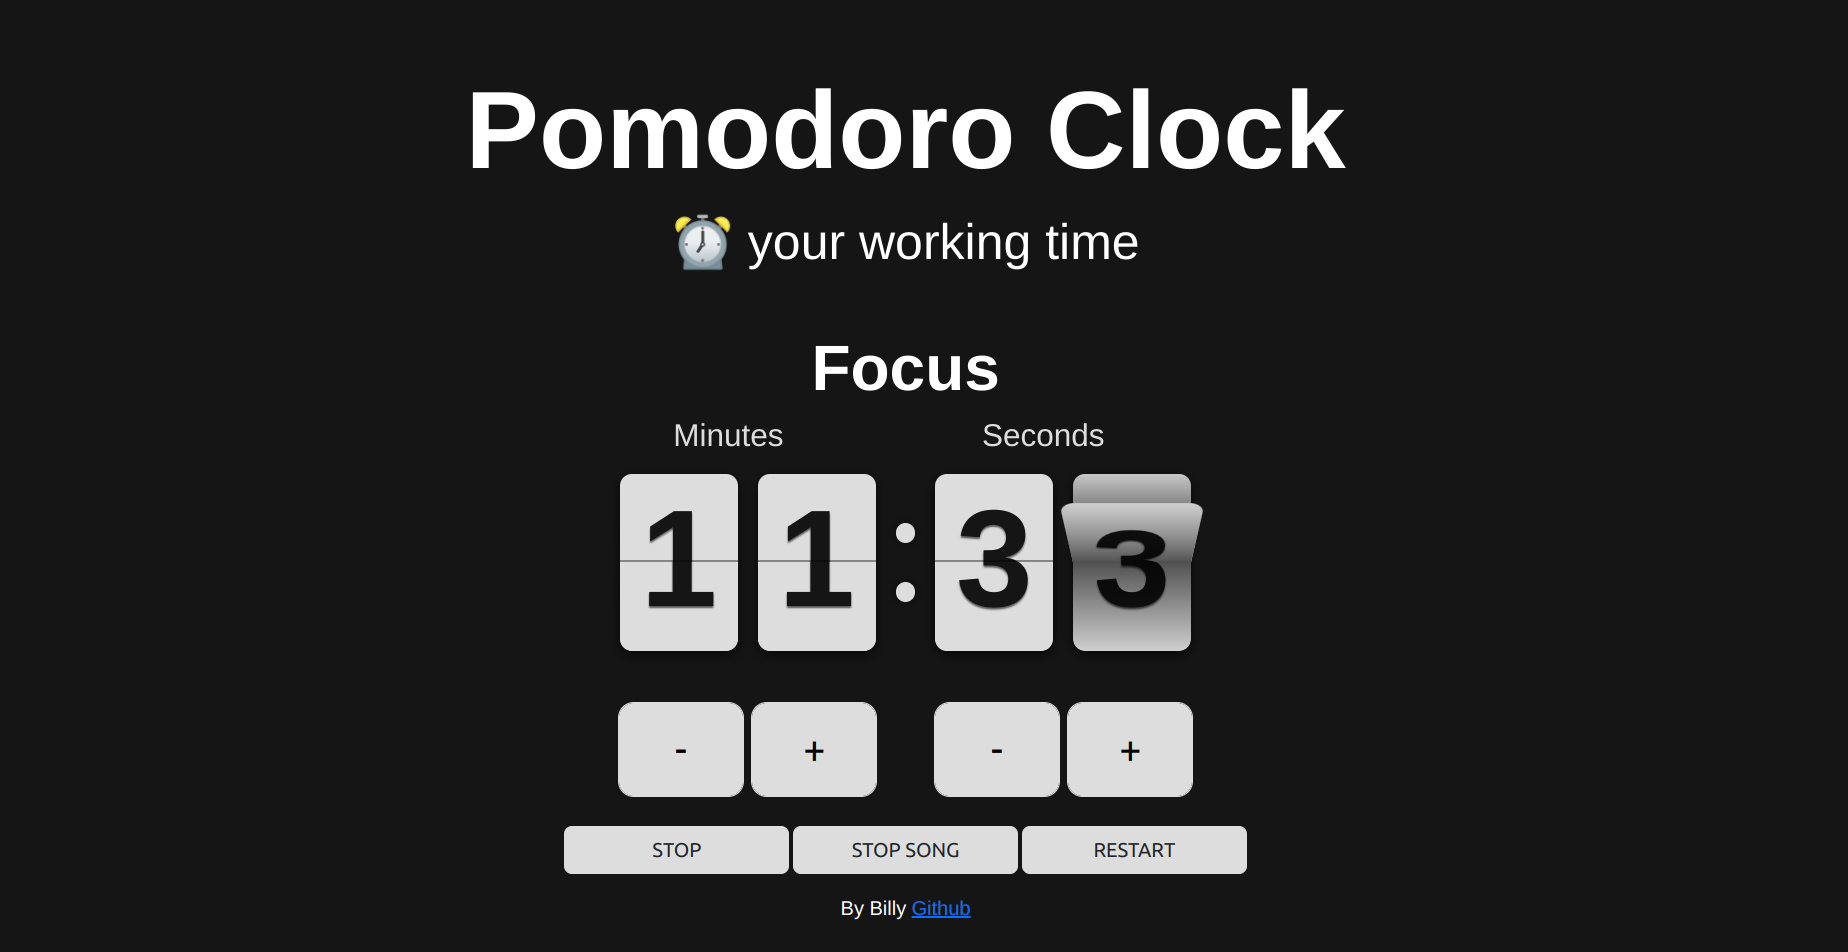 Pomodoro Clock
⏰ your working time
Focus
Minutes Seconds
1 1 : 3 3
- + - +
STOP STOP SONG RESTART
By Billy Github